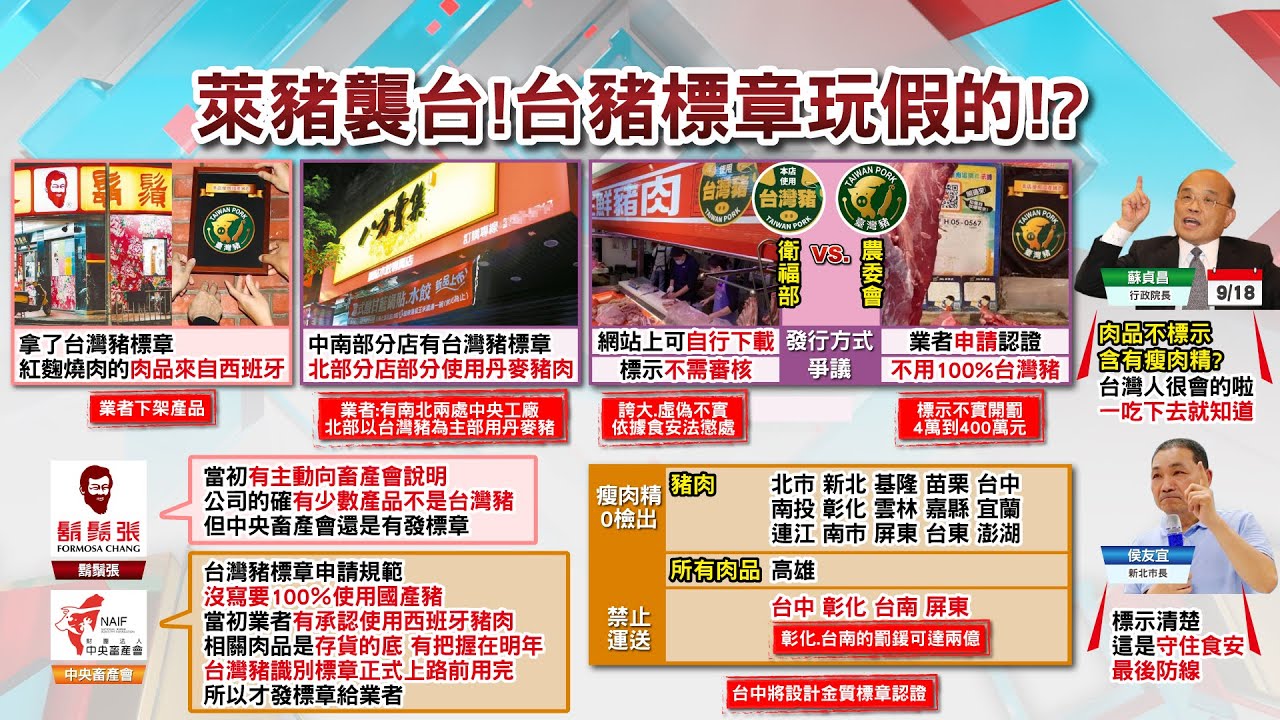 萊豬襲台!台豬標章玩假的!?
鬍鬚
TAIWAN PORK
臺灣豬
拿了台灣豬標章
紅麴燒肉的肉品來自西班牙
業者下架產品
八方雲集
中南部分店有台灣豬標章
北部分店部分使用丹麥豬肉
業者:有南北兩處中央工廠
北部以台灣豬為主部用丹麥豬
鮮豬肉
使用
台灣豬
TAIWAN PORK
本店
使用
台灣豬
TAIWAN PORK
衛福部
VS.
TAIWAN PORK
臺灣豬
農委會
H 05-0567
TAIWAN PORK
臺灣豬
網站上可自行下載
標示不需審核
發行方式
爭議
業者申請認證
不用100%台灣豬
誇大.虛偽不實
依據食安法懲處
標示不實開罰
4萬到400萬元
蘇貞昌
行政院長
9/18
肉品不標示
含有瘦肉精?
台灣人很會的啦
一吃下去就知道
鬍鬚張
FORMOSA CHANG
鬍鬚張
當初有主動向畜產會說明
公司的確有少數產品不是台灣豬
但中央畜產會還是有發標章
NAIF
財團法人
中央畜產會
中央畜產會
台灣豬標章申請規範
沒寫要100%使用國產豬
當初業者有承認使用西班牙豬肉
相關肉品是存貨的底 有把握在明年
台灣豬識別標章正式上路前用完
所以才發標章給業者
瘦肉精
0檢出
豬肉
北市 新北 基隆 苗栗 台中
南投 彰化 雲林 嘉縣 宜蘭
連江 南市 屏東 台東 澎湖
所有肉品 高雄
禁止
運送
台中 彰化 台南 屏東
彰化.台南的罰鍰可達兩億
台中將設計金質標章認證
侯友宜
新北市長
標示清楚
這是守住食安
最後防線